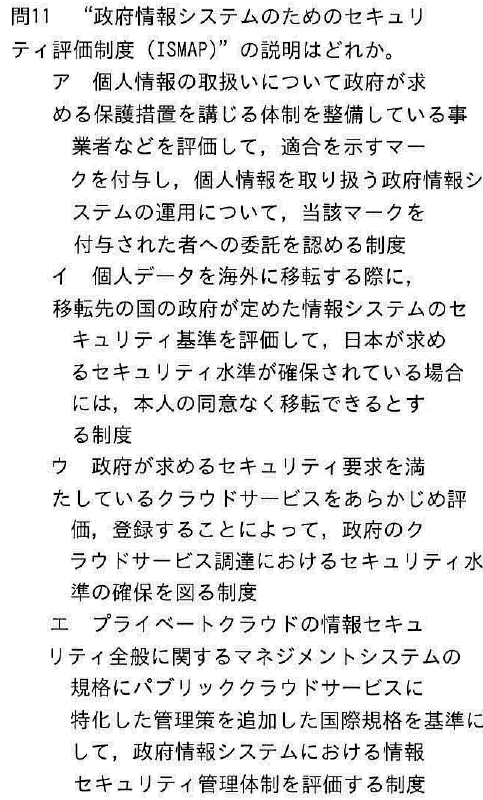 問11　“政府情報システムのためのセキュリ
ティ評価制度（ISMAP）”の説明はどれか。
ア　個人情報の取扱いについて政府が求
める保護措置を講じる体制を整備している事
業者などを評価して，適合を示すマー
クを付与し，個人情報を取り扱う政府情報シ
ステムの運用について，当該マークを
付与された者への委託を認める制度
イ　個人データを海外に移転する際に，
移転先の国の政府が定めた情報システムのセ
キュリティ基準を評価して，日本が求め
るセキュリティ水準が確保されている場合
には，本人の同意なく移転できるとす
る制度
ウ　政府が求めるセキュリティ要求を満
たしているクラウドサービスをあらかじめ評
価，登録することによって，政府のク
ラウドサービス調達におけるセキュリティ水
準の確保を図る制度
エ　プライベートクラウドの情報セキュ
リティ全般に関するマネジメントシステムの
規格にパブリッククラウドサービスに
特化した管理策を追加した国際規格を基準に
して，政府情報システムにおける情報
セキュリティ管理体制を評価する制度